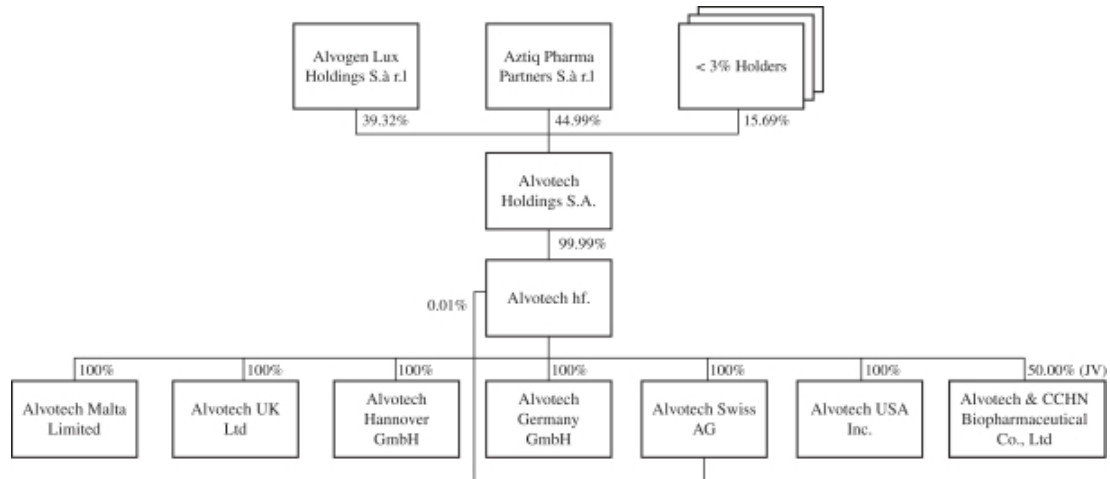 Alvogen Lux
Holdings S.à r.l
Aztiq Pharma
Partners S.à r.l
< 3% Holders
39.32%
44.99%
15.69%
Alvotech
Holdings S.A.
99.99%
Alvotech hf.
0.01%
100%
100%
100%
100%
100%
100%
50.00% (JV)
Alvotech Malta
Limited
Alvotech UK
Ltd
Alvotech
Hannover
GmbH
Alvotech
Germany
GmbH
Alvotech Swiss
AG
Alvotech USA
Inc.
Alvotech & CCHN
Biopharmaceutical
Co., Ltd